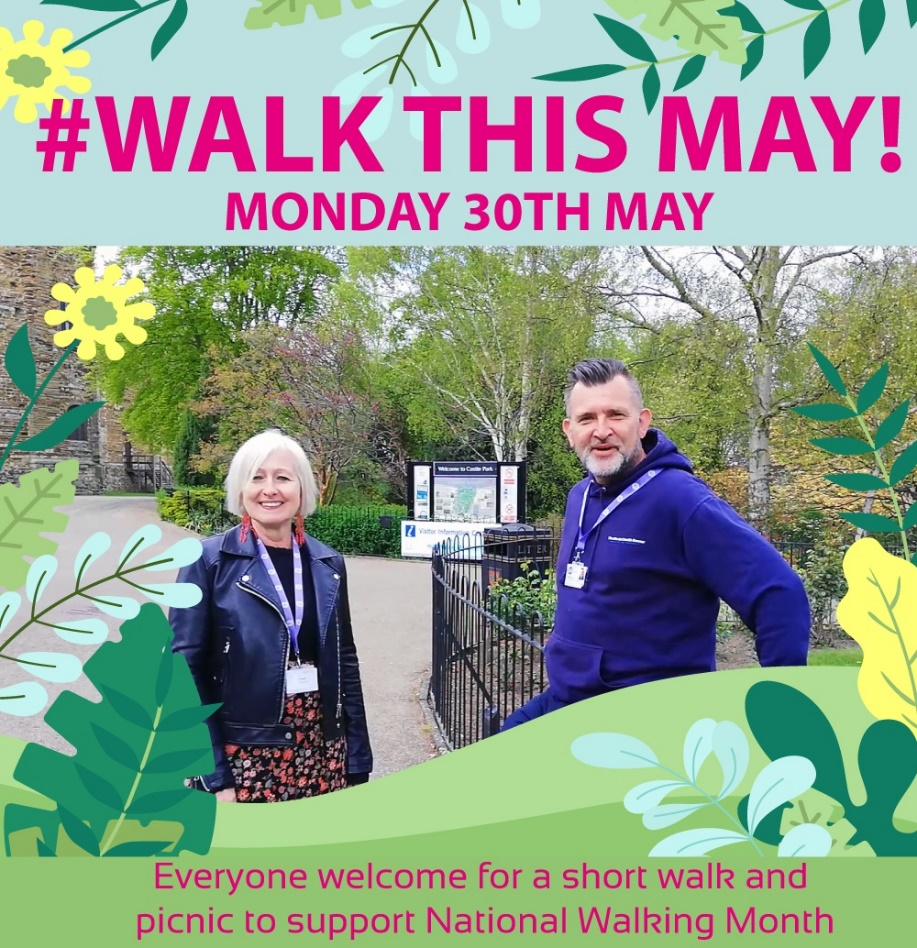 #WALK THIS MAY!
MONDAY 30TH MAY
Welcome to Castle Park
i Visitor Information
LITTER
Everyone welcome for a short walk and
picnic to support National Walking Month